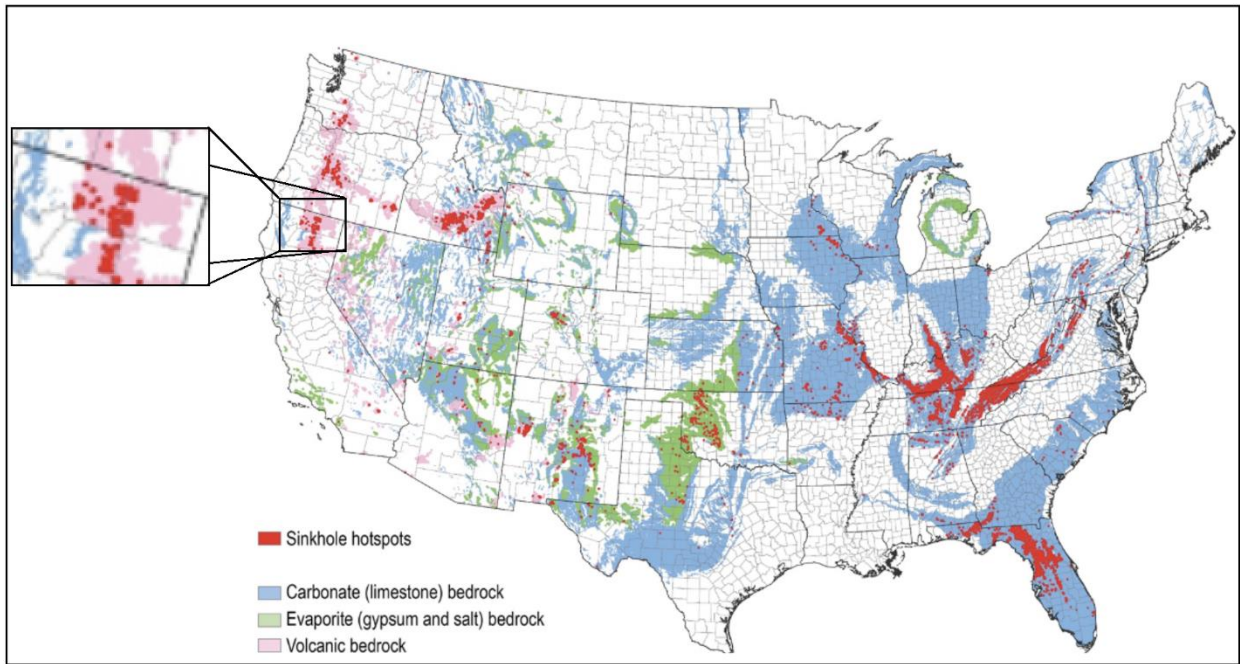 Sinkhole hotspots
Carbonate (limestone) bedrock
Evaporite (gypsum and salt) bedrock
Volcanic bedrock